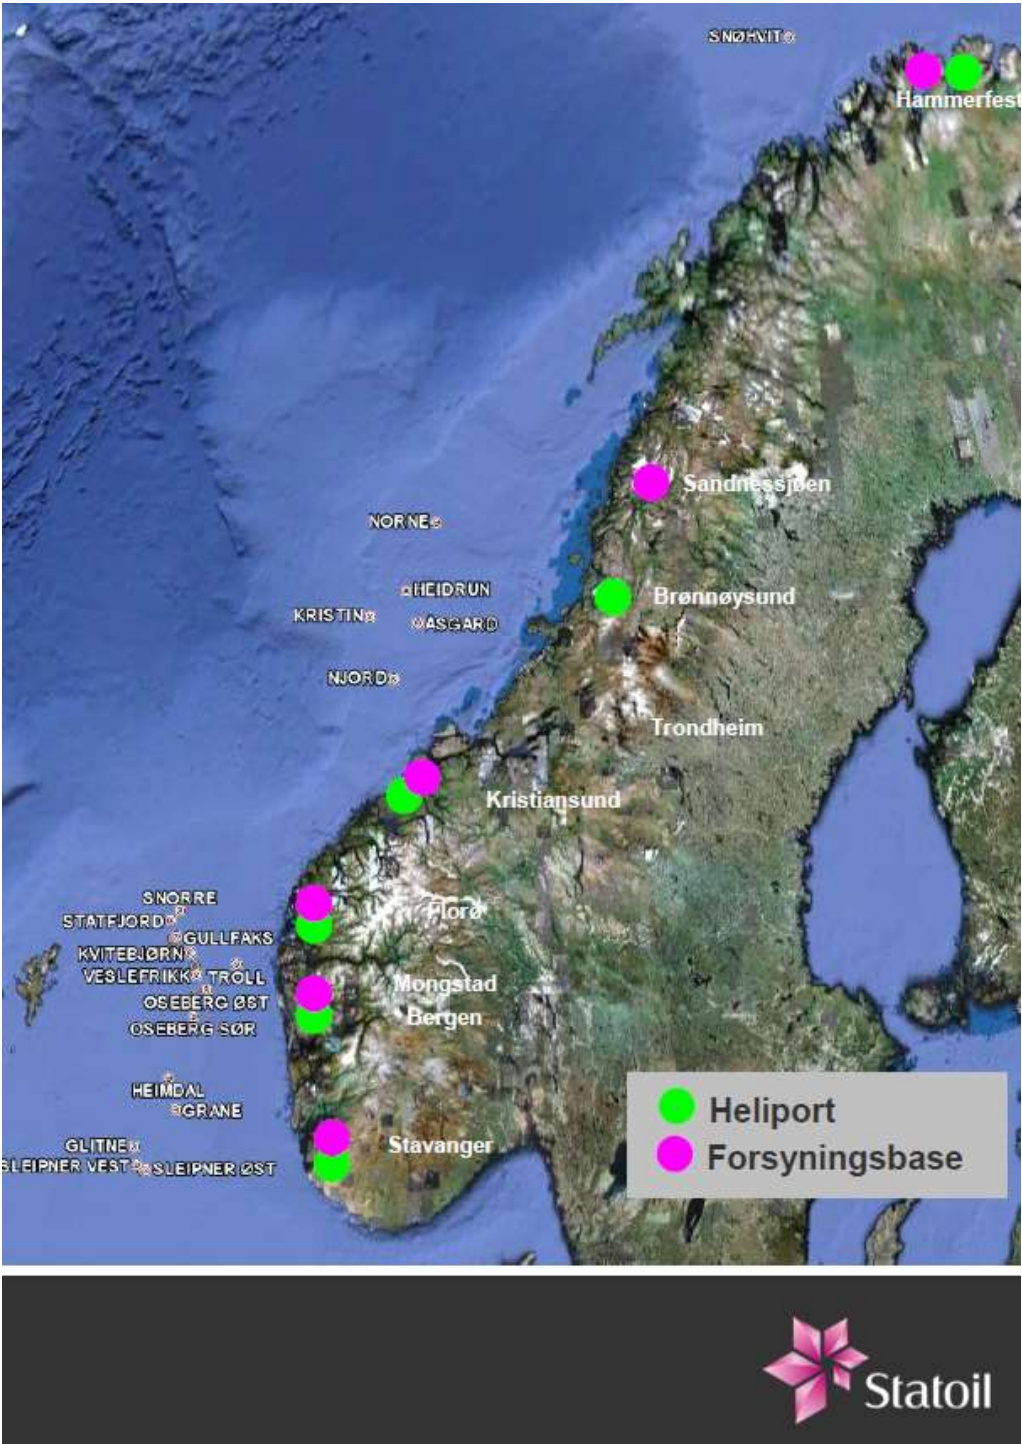 SNØHVIT
Hammerfest
Sandnessjøen
NORNE
HEIDRUN
Brønnøysund
KRISTIN
ÅSGARD
NJORD
Trondheim
Kristiansund
SNORRE
Florø
STATFJORD
GULLFAKS
KVITEBJØRN
VESLEFRIKK TROLL
Mongstad
OSEBERG ØST
Bergen
OSEBERG SØR
HEIMDAL
GRANE
Heliport
GLITNE
Stavanger
Forsyningsbase
SLEIPNER VEST SLEIPNER ØST
Statoil